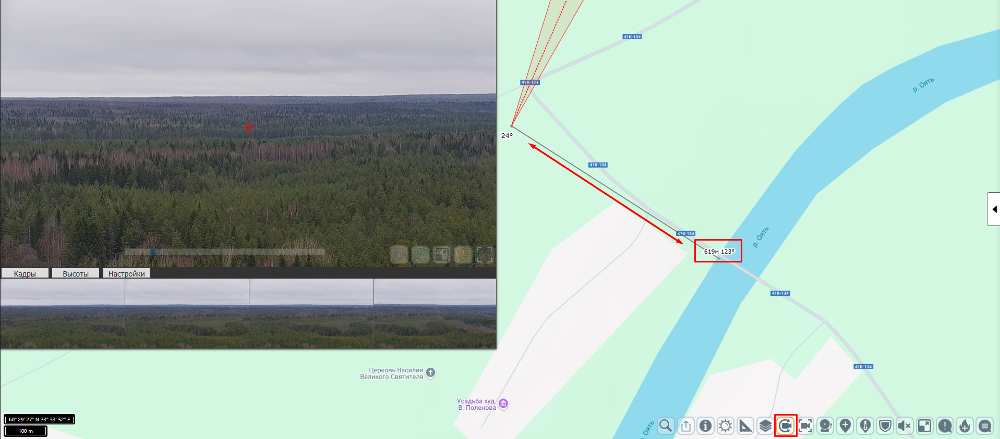 41K-134
41K-134
р. Оять
24°
41K-134
41K-134
р. Оять
619м 123°
Кадры
Высоты
Настройки
41K-134
41K-134
Церковь Василия
Великого Святителя
Усадьба худ.
В. Поленова
60° 29' 27" N 33° 33' 52" E
100 m
р. Оять